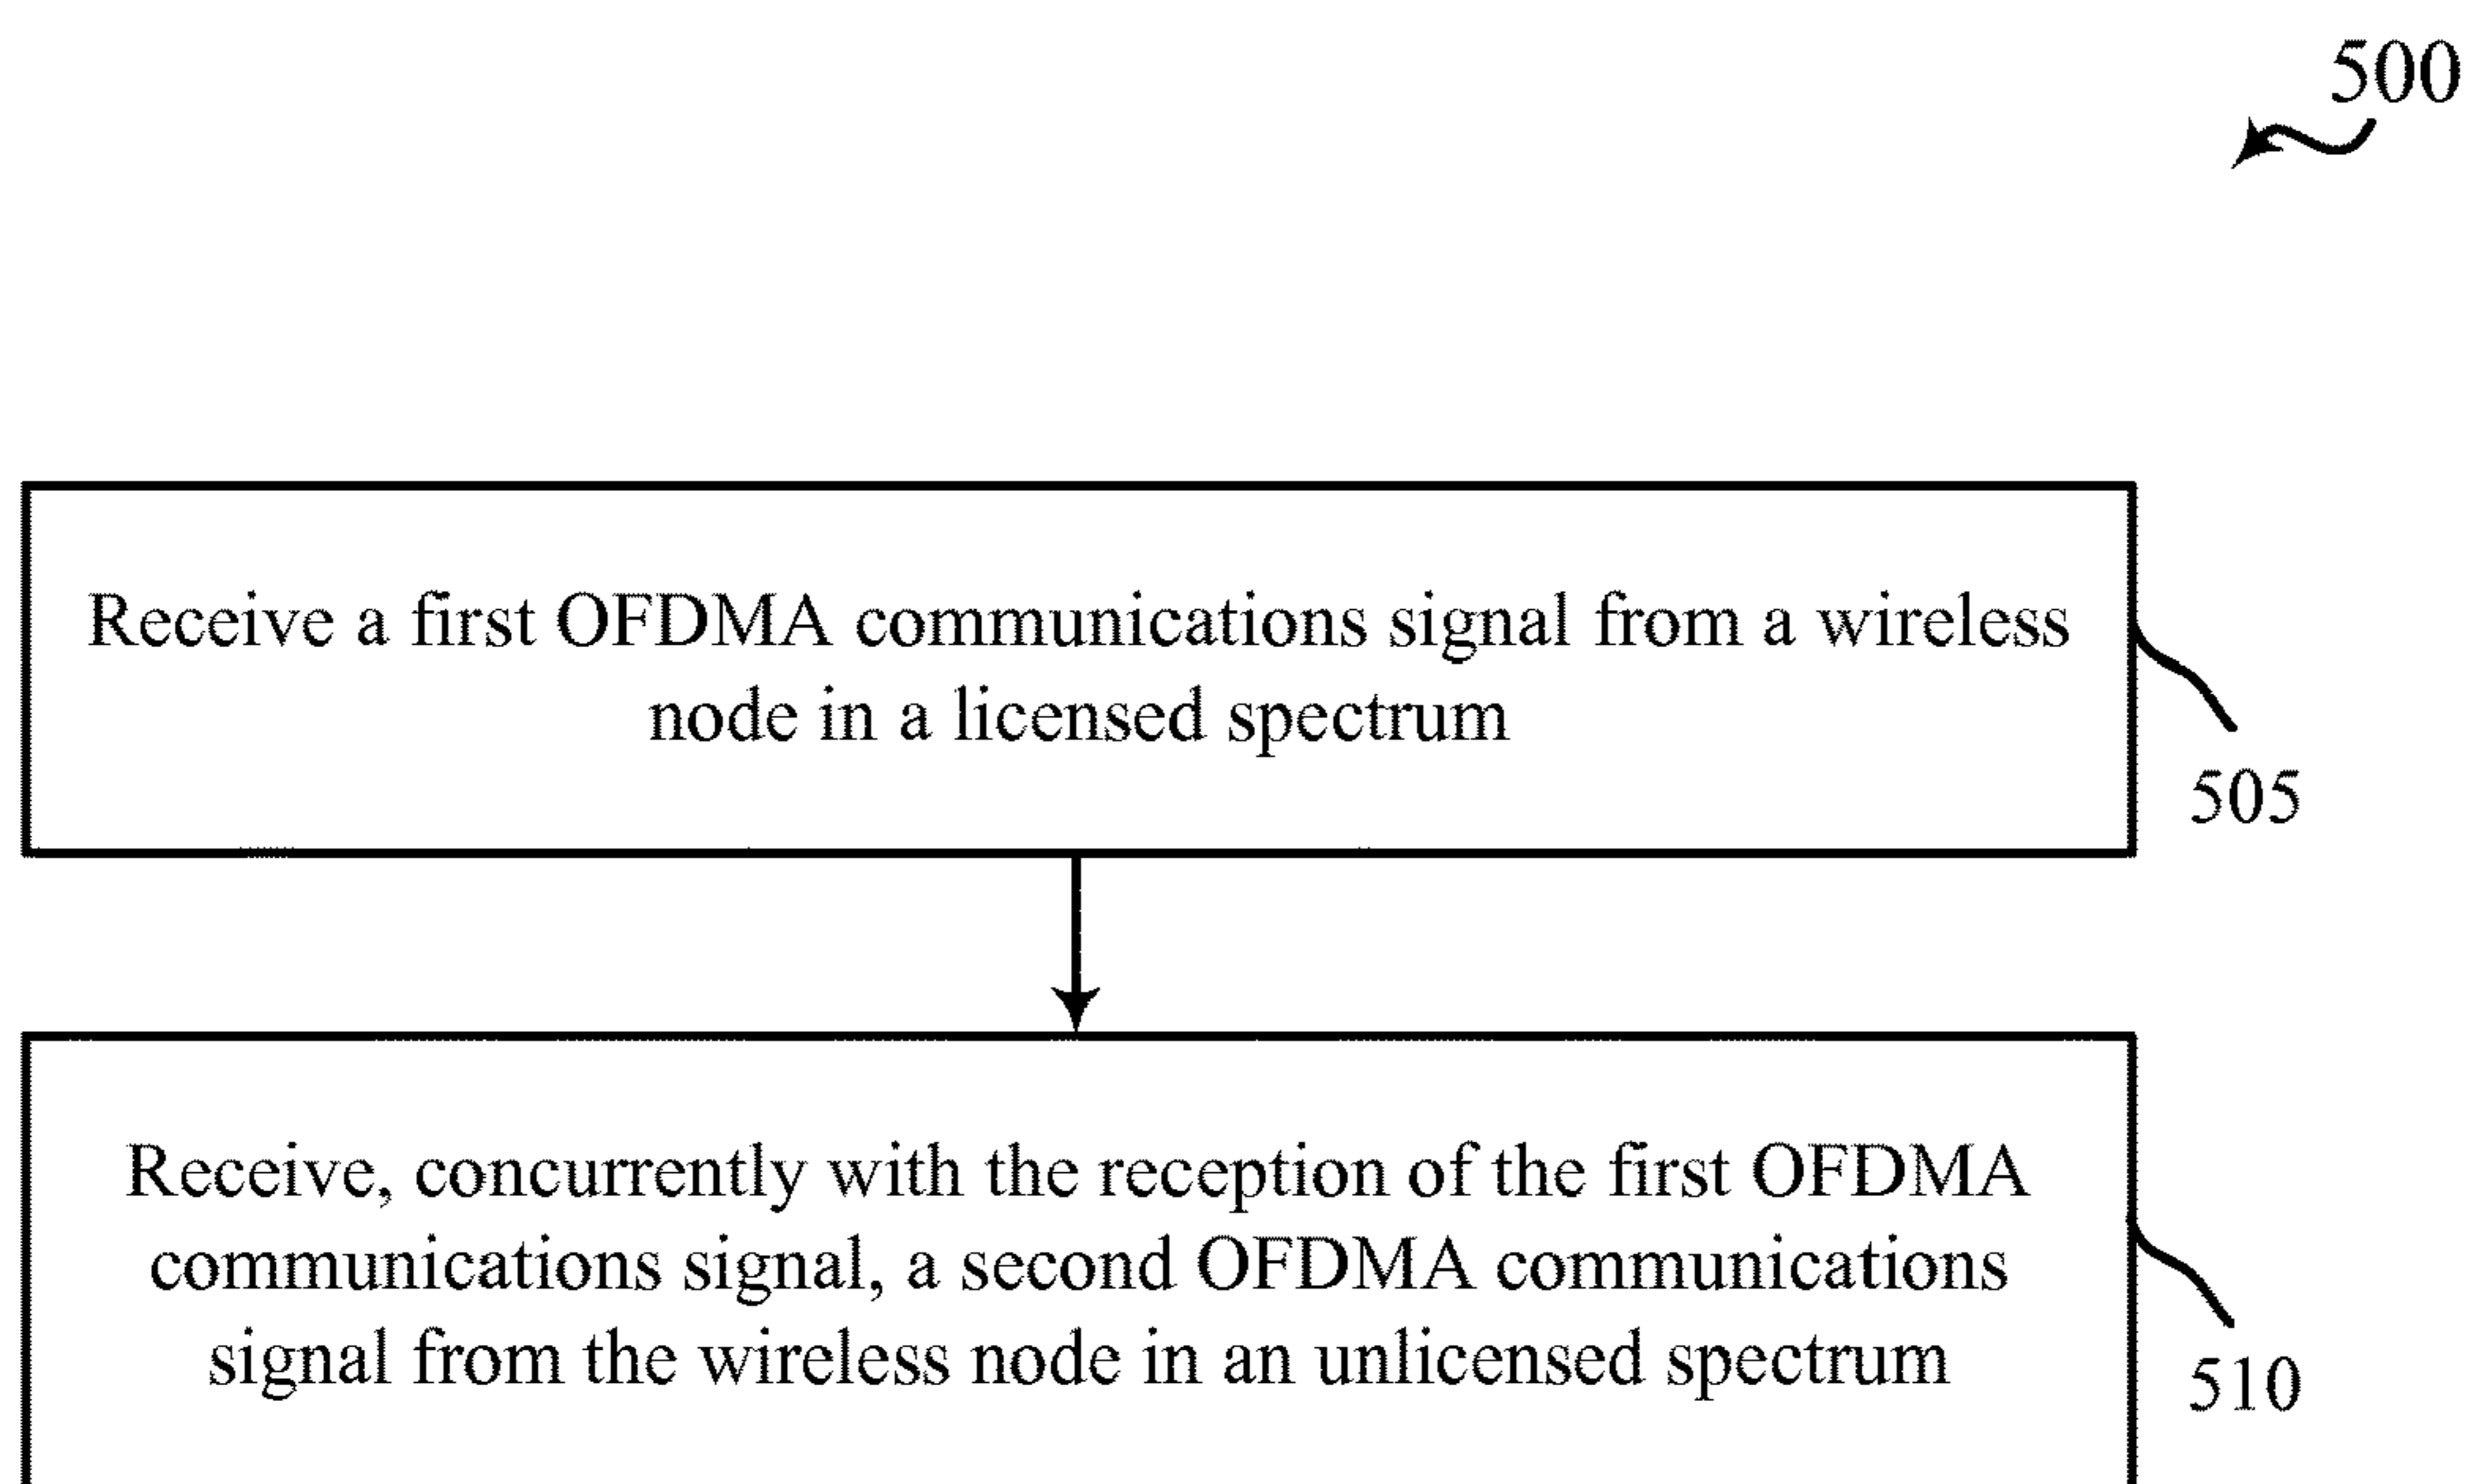 500
Receive a first OFDMA communications signal from a wireless
node in a licensed spectrum
505
Receive, concurrently with the reception of the first OFDMA
communications signal, a second OFDMA communications
signal from the wireless node in an unlicensed spectrum
510